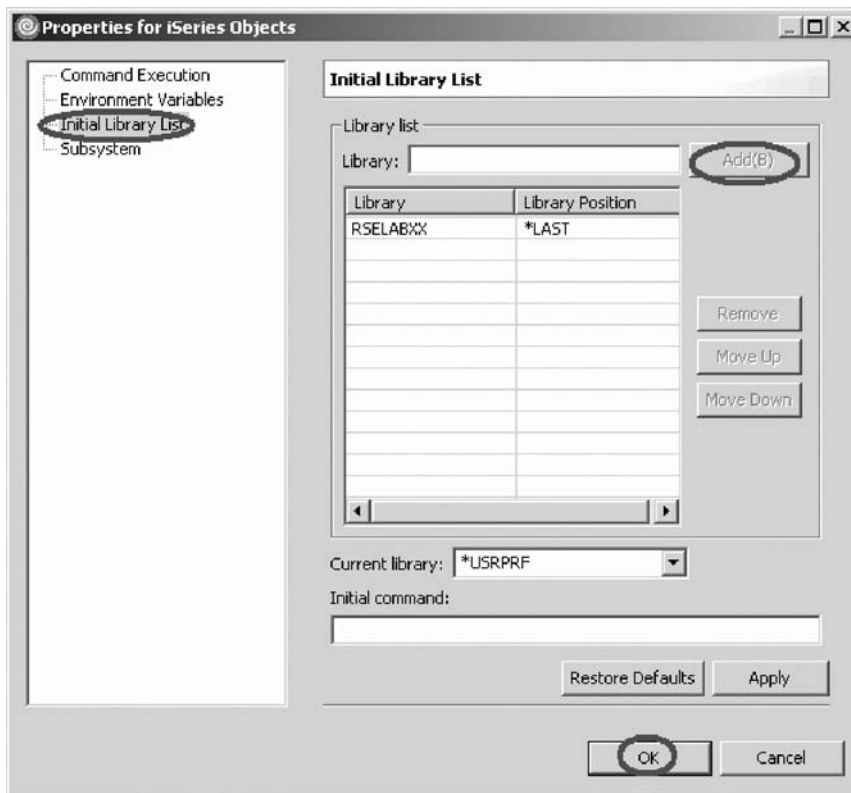 Properties for iSeries Objects
Command Execution
Environment Variables
Initial Library List
Subsystem
Initial Library List
Library list
Library:
Add(B)
Library Library Position
RSELABXX *LAST
Remove
Move Up
Move Down
Current library: *USRPRF
Initial command:
Restore Defaults Apply
OK Cancel